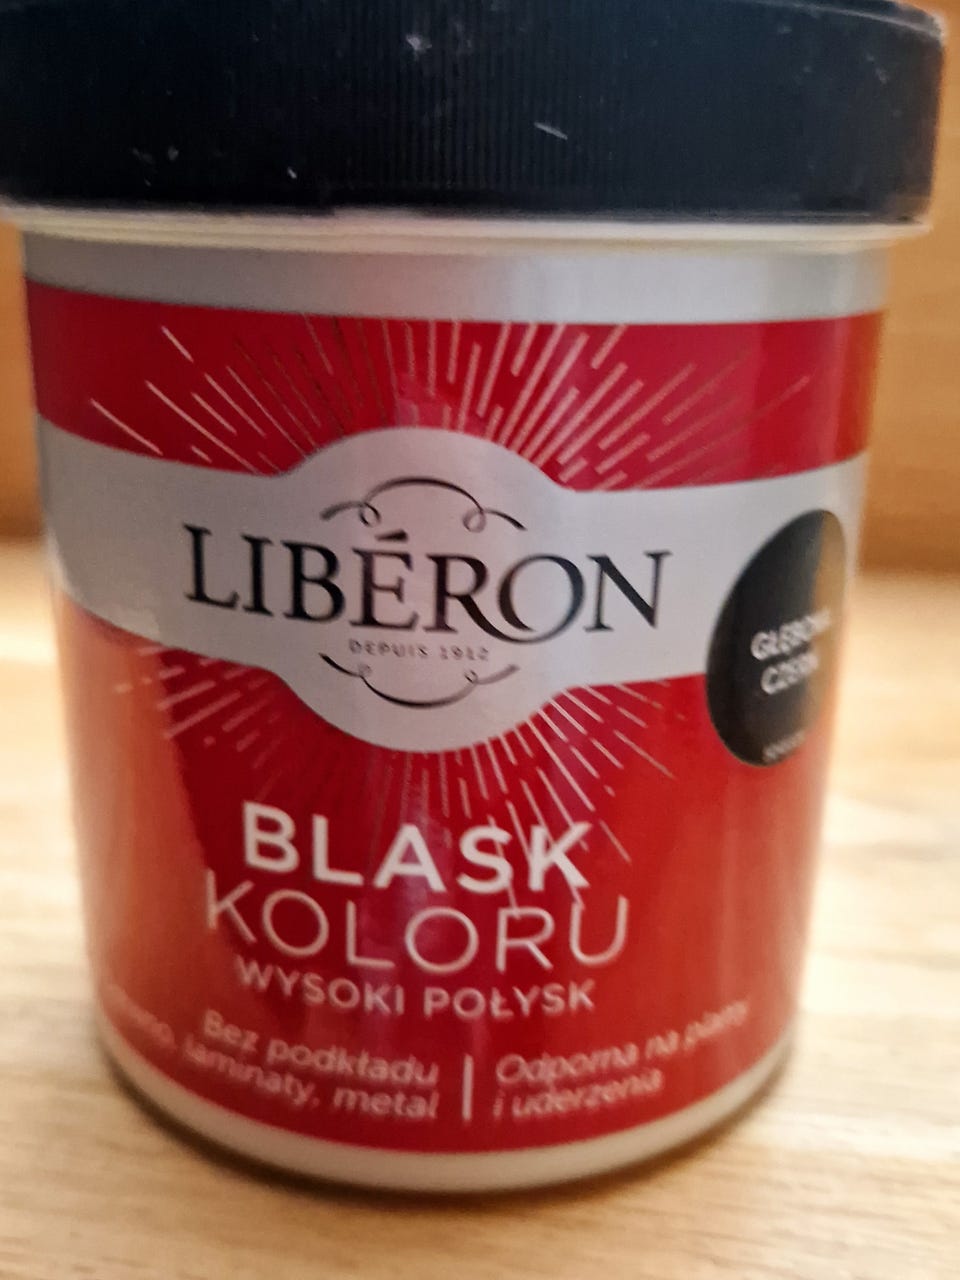 LIBÉRON
DEPUIS 1912
GŁĘBOKA
CZERŃ
BLASK
KOLORU
WYSOKI POŁYSK
Bez podkładu
laminaty, metal
Odporna na plamy
i uderzenia